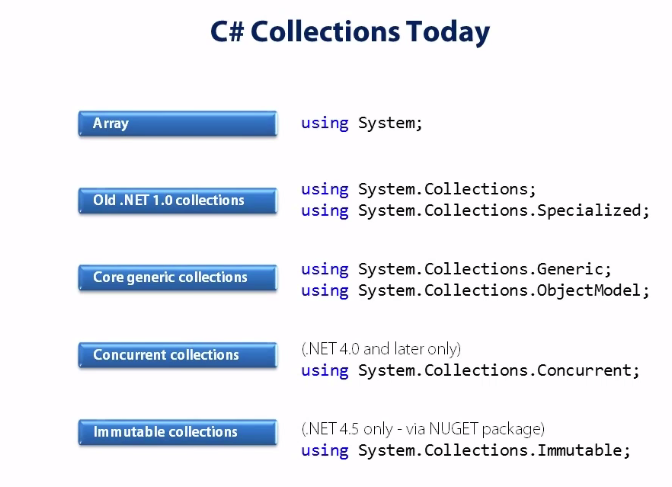 C# Collections Today
Array
using System;
Old .NET 1.0 collections
using System.Collections;
using System.Collections.Specialized;
Core generic collections
using System.Collections.Generic;
using System.Collections.ObjectModel;
Concurrent collections
(.NET 4.0 and later only)
using System.Collections.Concurrent;
Immutable collections
(.NET 4.5 only - via NUGET package)
using System.Collections.Immutable;